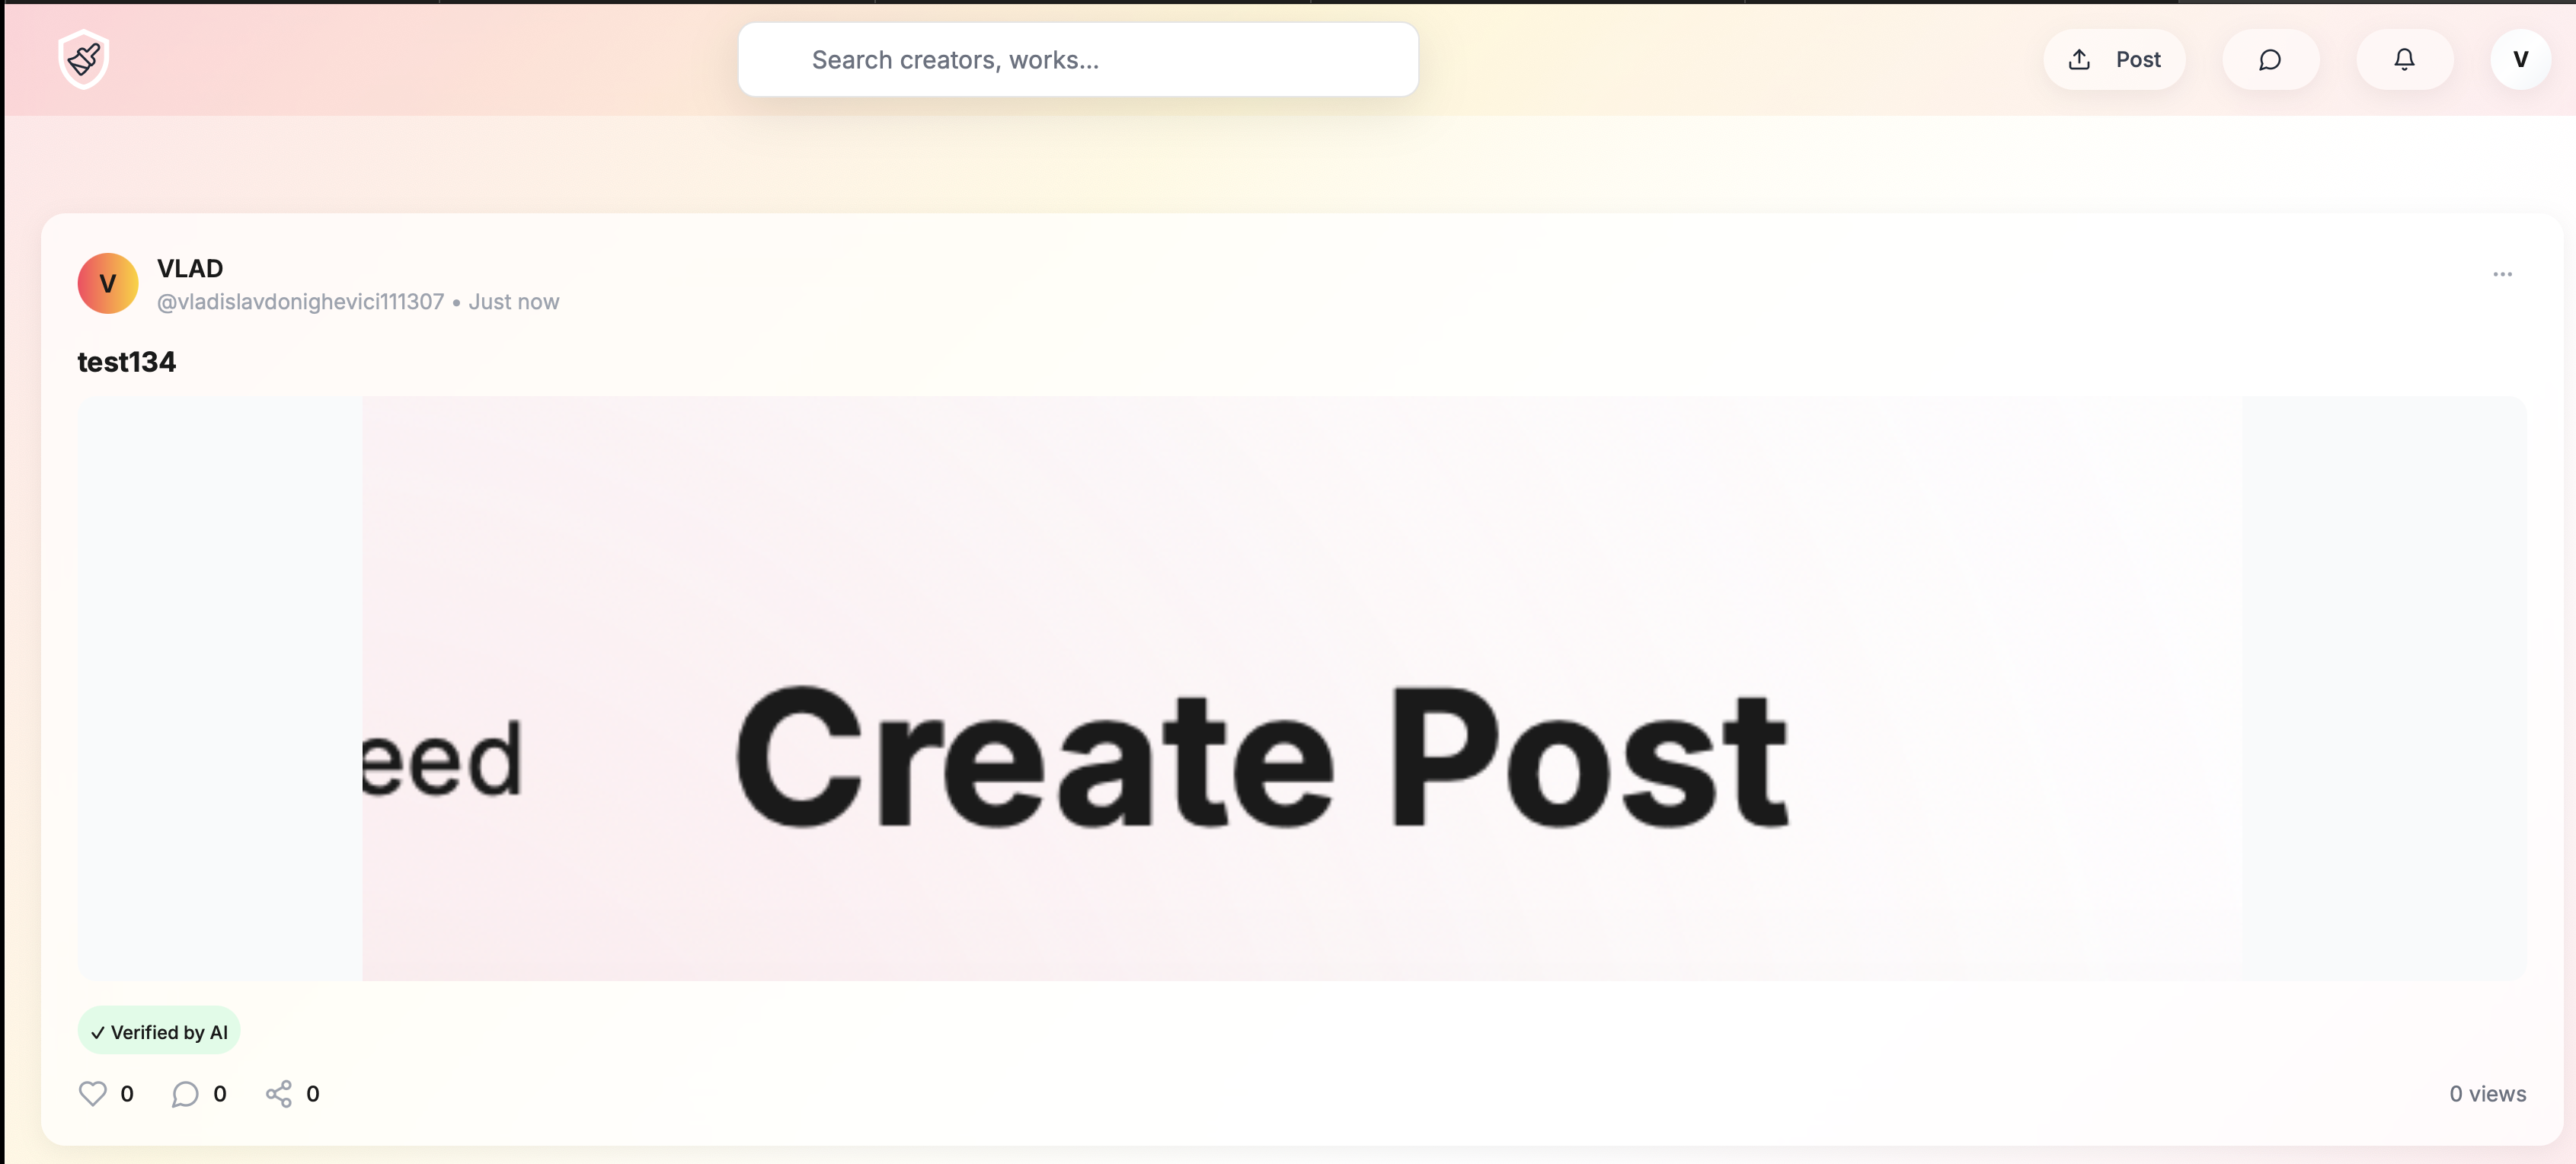 Search creators, works...
Post
V
V
VLAD
@vladislavdonighevici111307 • Just now
test134
eed
Create Post
✓ Verified by AI
0
0
0
0 views